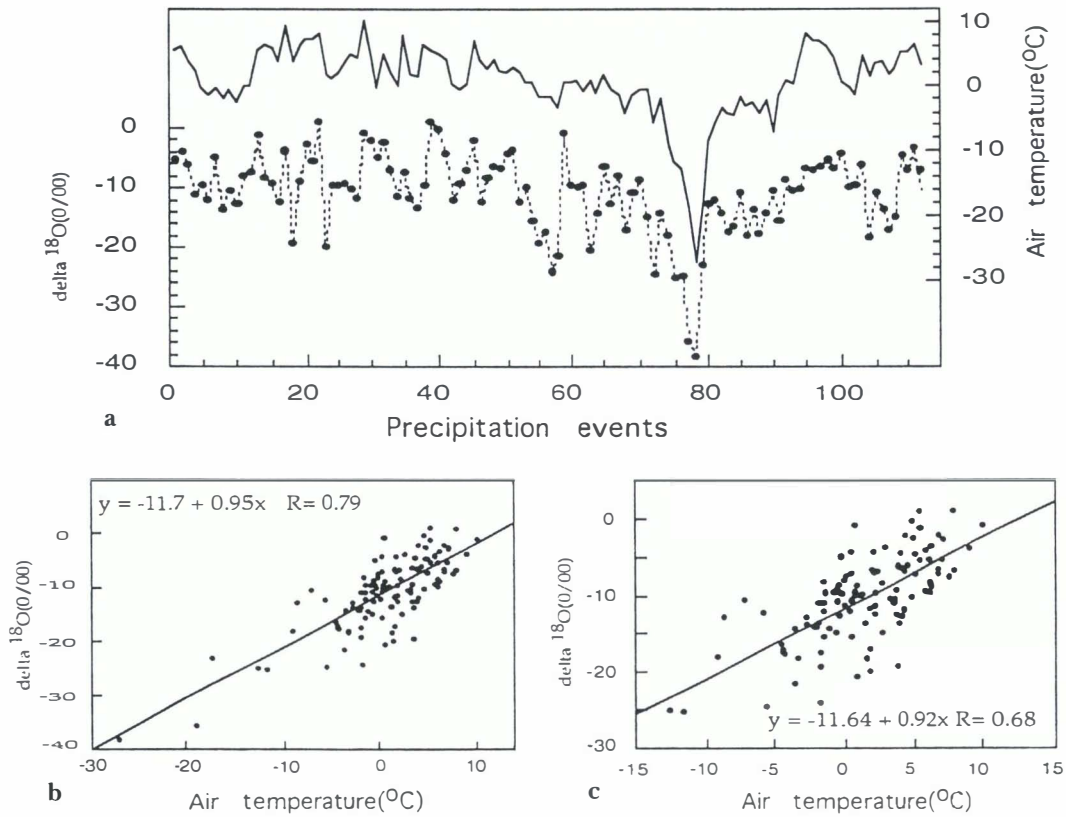 10
0
-10
-20
-30
Air temperature(°C)
0
-10
-20
-30
-40
delta ¹⁸O(0/00)
0 20 40 60 80 100
a
Precipitation events
y = -11.7 + 0.95x R= 0.79
0
-10
-20
-30
-40
delta ¹⁸O(0/00)
-30 -20 -10 0 10
b
Air temperature(°C)
0
-10
-20
-30
delta ¹⁸O(0/00)
y = -11.64 + 0.92x R= 0.68
-15 -10 -5 0 5 10 15
c
Air temperature(°C)